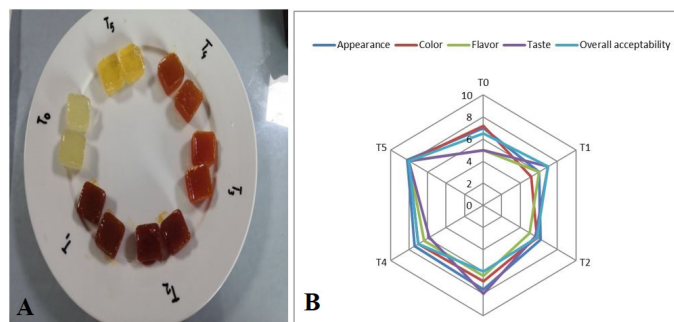 T5
T4
T0
T3
T1
T2
A
B
Appearance Color Flavor Taste Overall acceptability
T0
10
8
6
4
2
0
T5
T1
T4
T2